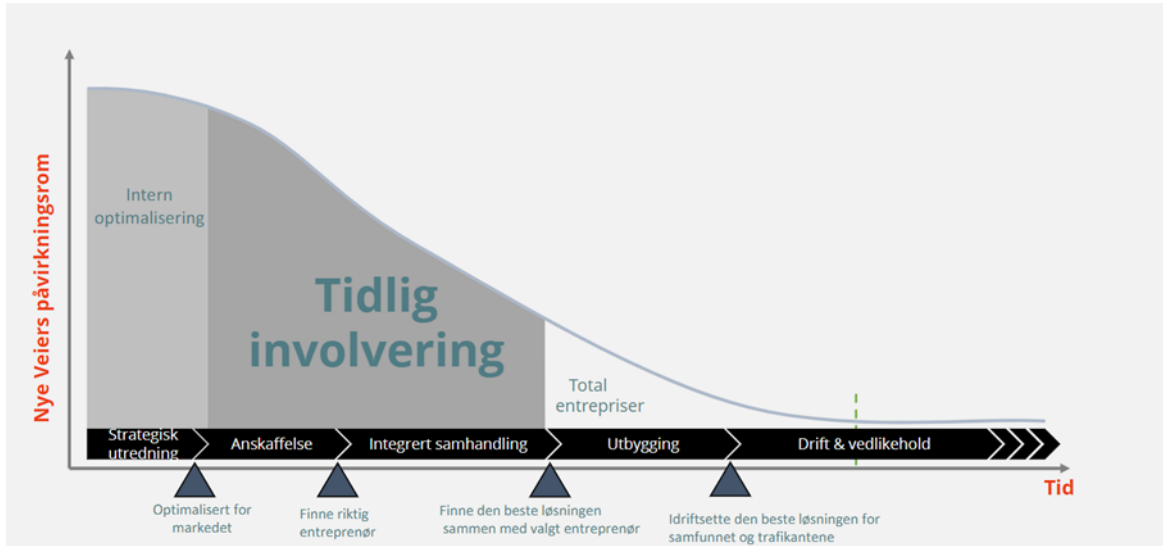 Nye Veiers påvirkningsrom
Intern
optimalisering
Tidlig
involvering
Total
entrepriser
Strategisk
utredning
Anskaffelse
Integrert samhandling
Utbygging
Drift & vedlikehold
Tid
Optimalisert for
markedet
Finne riktig
entreprenør
Finne den beste løsningen
sammen med valgt entreprenør
Idriftsette den beste løsningen for
samfunnet og trafikantene